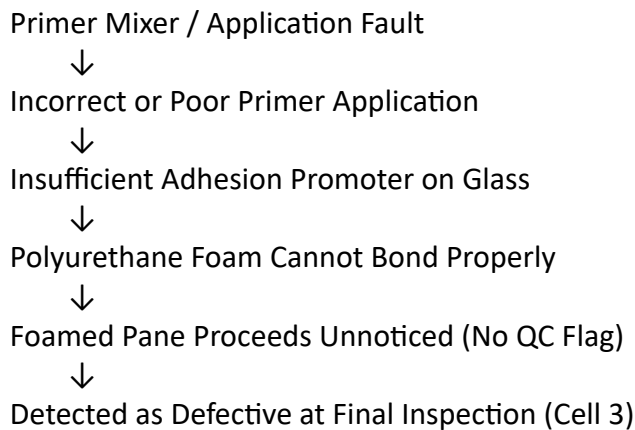 Primer Mixer / Application Fault
↓
Incorrect or Poor Primer Application
↓
Insufficient Adhesion Promoter on Glass
↓
Polyurethane Foam Cannot Bond Properly
↓
Foamed Pane Proceeds Unnoticed (No QC Flag)
↓
Detected as Defective at Final Inspection (Cell 3)